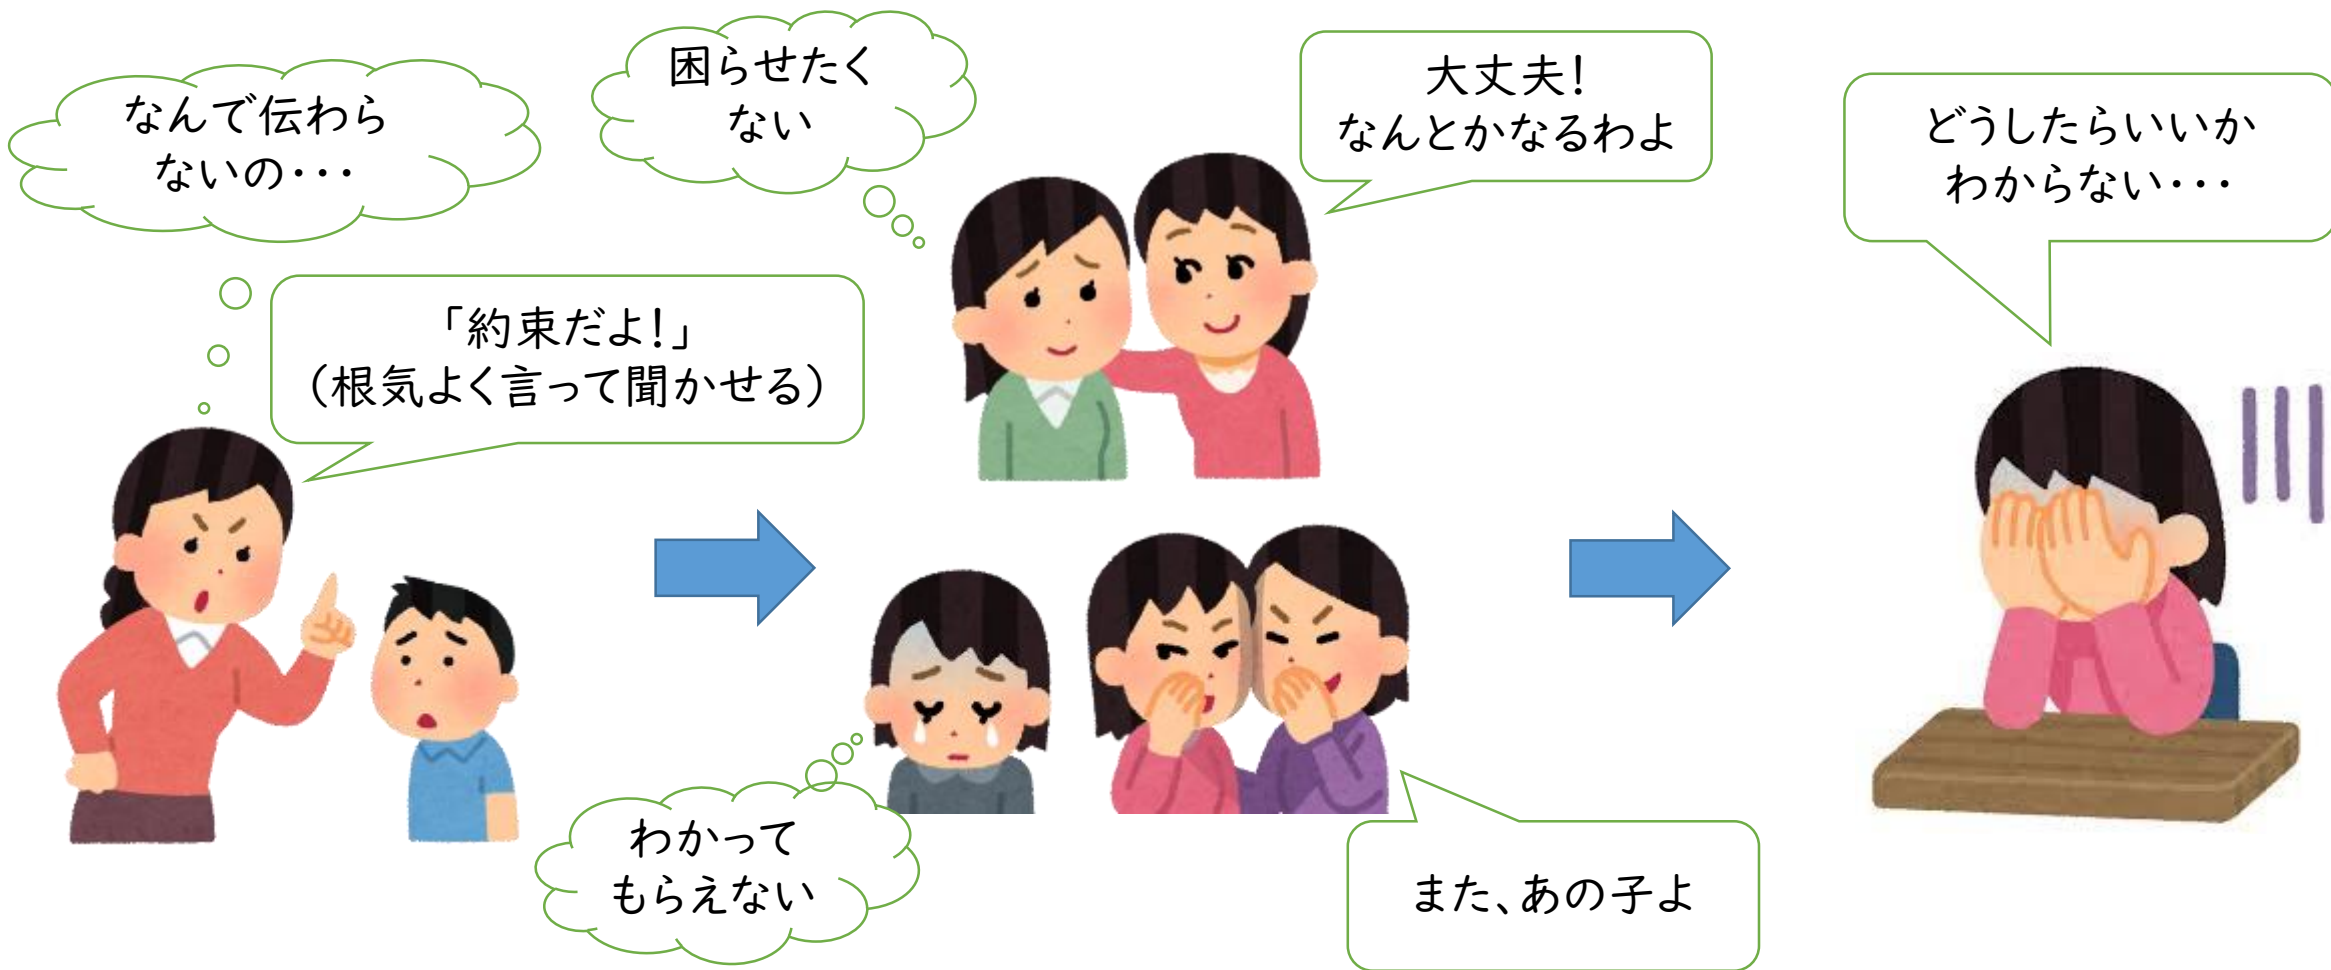 なんで伝わら
ないの・・・
「約束だよ!」
(根気よく言って聞かせる)
困らせたく
ない
大丈夫!
なんとかなるわよ
わかって
もらえない
また、あの子よ
どうしたらいいか
わからない・・・